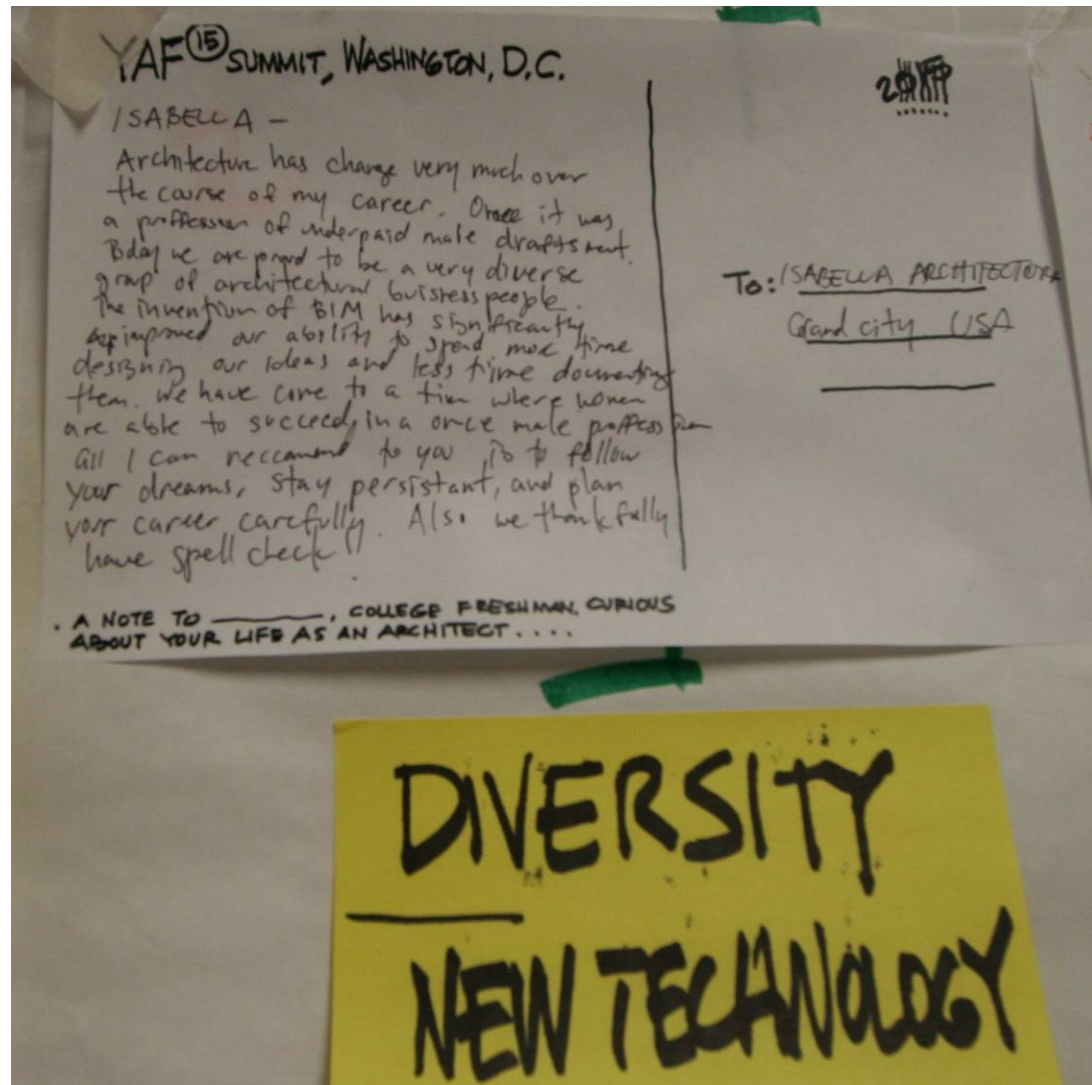 YAF 15 SUMMIT, WASHINGTON, D.C.
ISABELLA -
Architecture has change very much over
the course of my career. Once it was
a proffession of underpaid male draftsment.
Today we are proud to be a very diverse
group of architectural buisness people.
The invention of BIM has significantly
improved our ability to spend more time
designing our ideas and less time documenting
them. We have come to a time where women
are able to succeed, in a once male proffession
all I can reccamend to you is to follow
your dreams, stay persistant, and plan
your career carefully. Also we thankfully
have spell check!!
. A NOTE TO ________, COLLEGE FRESHMAN, CURIOUS
ABOUT YOUR LIFE AS AN ARCHITECT....
TO: ISABELLA ARCHITECTURA
Grand city USA
DIVERSITY
NEW TECHNOLOGY